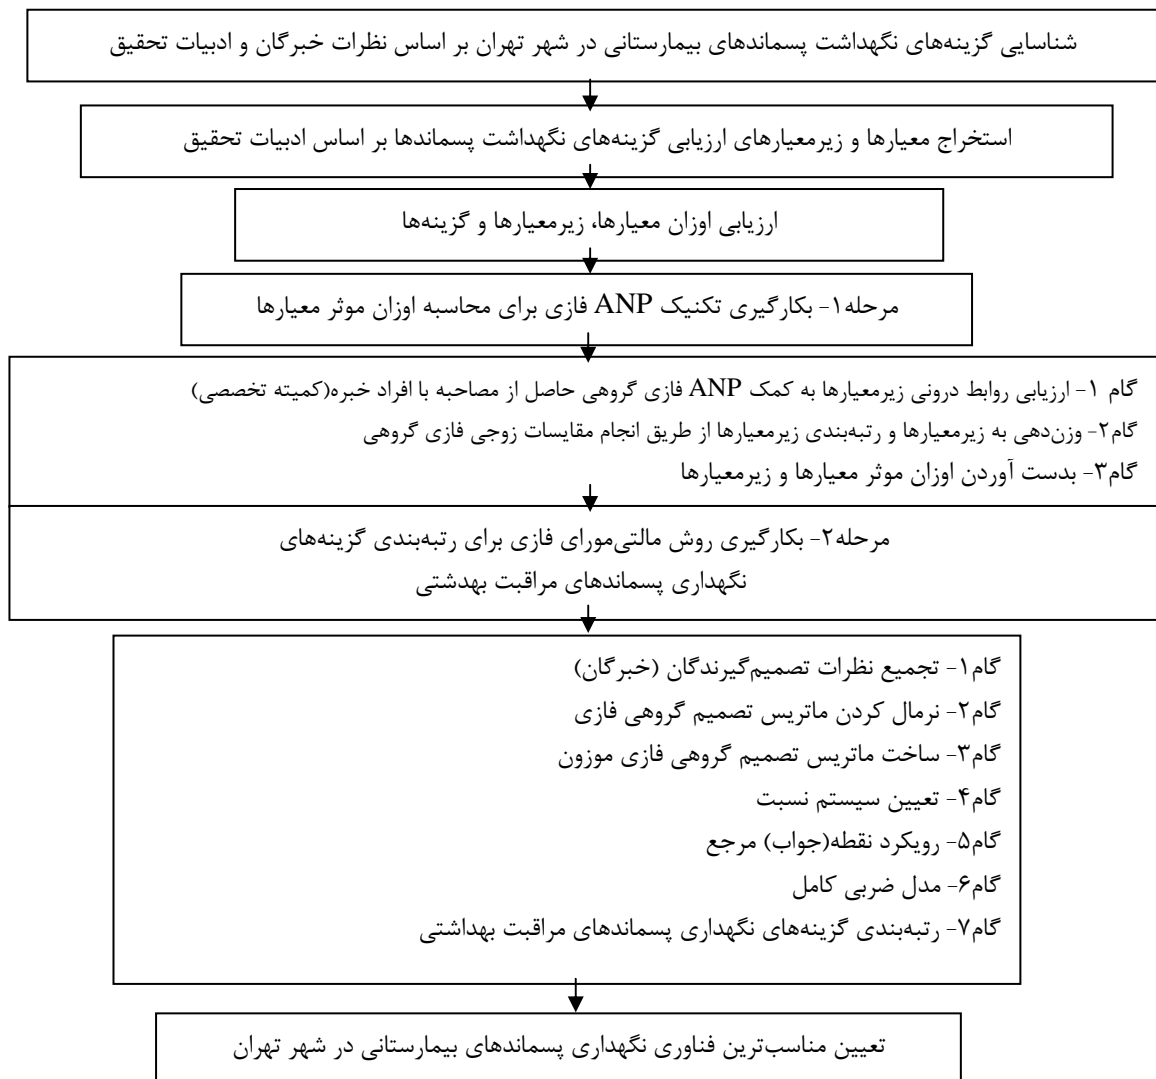 شناسایی گزینه‌های نگهداشت پسماندهای بیمارستانی در شهر تهران بر اساس نظرات خبرگان و ادبیات تحقیق
استخراج معیارها و زیرمعیارهای ارزیابی گزینه‌های نگهداشت پسماندها بر اساس ادبیات تحقیق
ارزیابی اوزان معیارها، زیرمعیارها و گزینه‌ها
مرحله۱- بکارگیری تکنیک ANP فازی برای محاسبه اوزان موثر معیارها
گام ۱- ارزیابی روابط درونی زیرمعیارها به کمک ANP فازی گروهی حاصل از مصاحبه با افراد خبره(کمیته تخصصی)
گام۲- وزن‌دهی به زیرمعیارها و رتبه‌بندی زیرمعیارها از طریق انجام مقایسات زوجی فازی گروهی
گام۳- بدست آوردن اوزان موثر معیارها و زیرمعیارها
مرحله۲- بکارگیری روش مالتی‌مورای فازی برای رتبه‌بندی گزینه‌های
نگهداری پسماندهای مراقبت بهدشتی
گام۱- تجمیع نظرات تصمیم‌گیرندگان (خبرگان)
گام۲- نرمال کردن ماتریس تصمیم گروهی فازی
گام۳- ساخت ماتریس تصمیم گروهی فازی موزون
گام۴- تعیین سیستم نسبت
گام۵- رویکرد نقطه(جواب) مرجع
گام۶- مدل ضربی کامل
گام۷- رتبه‌بندی گزینه‌های نگهداری پسماندهای مراقبت بهداشتی
تعیین مناسب‌ترین فناوری نگهداری پسماندهای بیمارستانی در شهر تهران